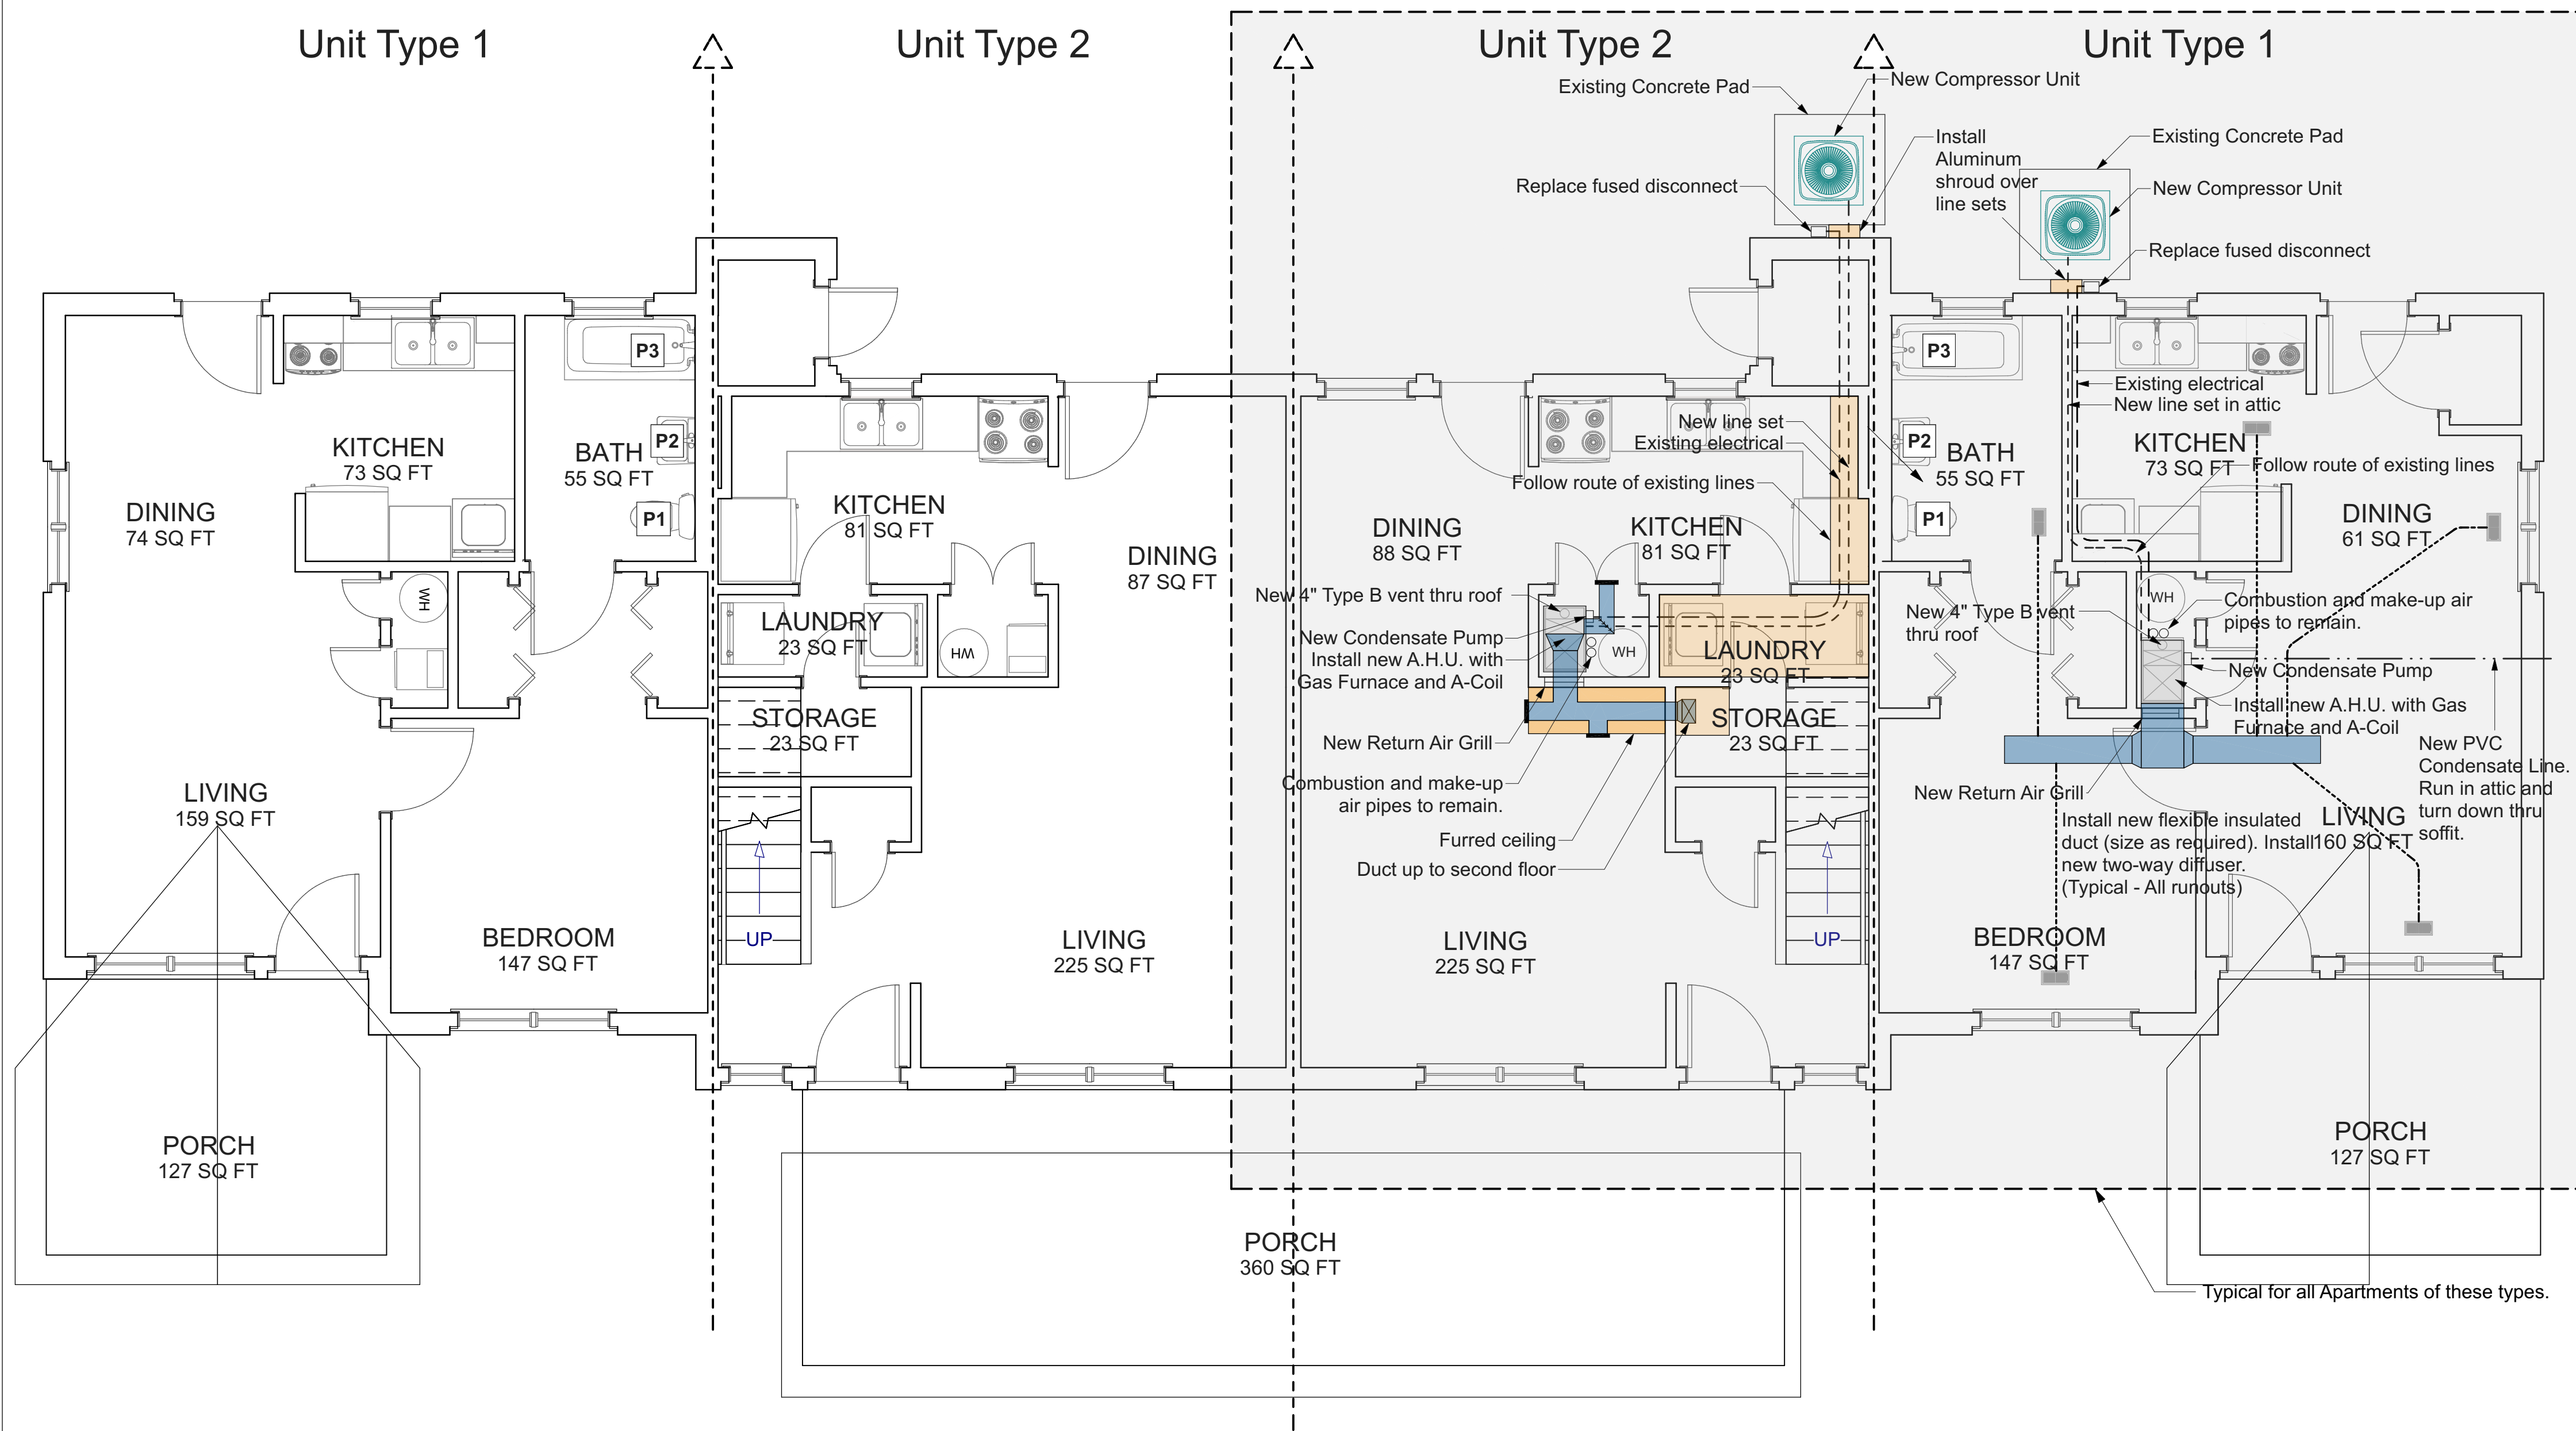 Unit Type 1
Unit Type 2
Unit Type 2
Unit Type 1
DINING
74 SQ FT
KITCHEN
73 SQ FT
BATH
55 SQ FT
P3
P2
P1
WH
LIVING
159 SQ FT
BEDROOM
147 SQ FT
PORCH
127 SQ FT
KITCHEN
81 SQ FT
DINING
87 SQ FT
LAUNDRY
23 SQ FT
WH
STORAGE
23 SQ FT
UP
LIVING
225 SQ FT
PORCH
360 SQ FT
Existing Concrete Pad
New Compressor Unit
Replace fused disconnect
Install
Aluminum
shroud over
line sets
New line set
Existing electrical
Follow route of existing lines
DINING
88 SQ FT
KITCHEN
81 SQ FT
New 4" Type B vent thru roof
New Condensate Pump
Install new A.H.U. with
Gas Furnace and A-Coil
WH
LAUNDRY
23 SQ FT
STORAGE
23 SQ FT
New Return Air Grill
Combustion and make-up
air pipes to remain.
Furred ceiling
Duct up to second floor
UP
LIVING
225 SQ FT
Existing Concrete Pad
New Compressor Unit
Replace fused disconnect
P3
P2
P1
BATH
55 SQ FT
Existing electrical
New line set in attic
KITCHEN
73 SQ FT
Follow route of existing lines
DINING
61 SQ FT
New 4" Type B vent
thru roof
WH
Combustion and make-up air
pipes to remain.
New Condensate Pump
Install new A.H.U. with Gas
Furnace and A-Coil
New PVC
Condensate Line.
Run in attic and
turn down thru
soffit.
New Return Air Grill
Install new flexible insulated
duct (size as required). Install
new two-way diffuser.
(Typical - All runouts)
LIVING
160 SQ FT
BEDROOM
147 SQ FT
PORCH
127 SQ FT
Typical for all Apartments of these types.